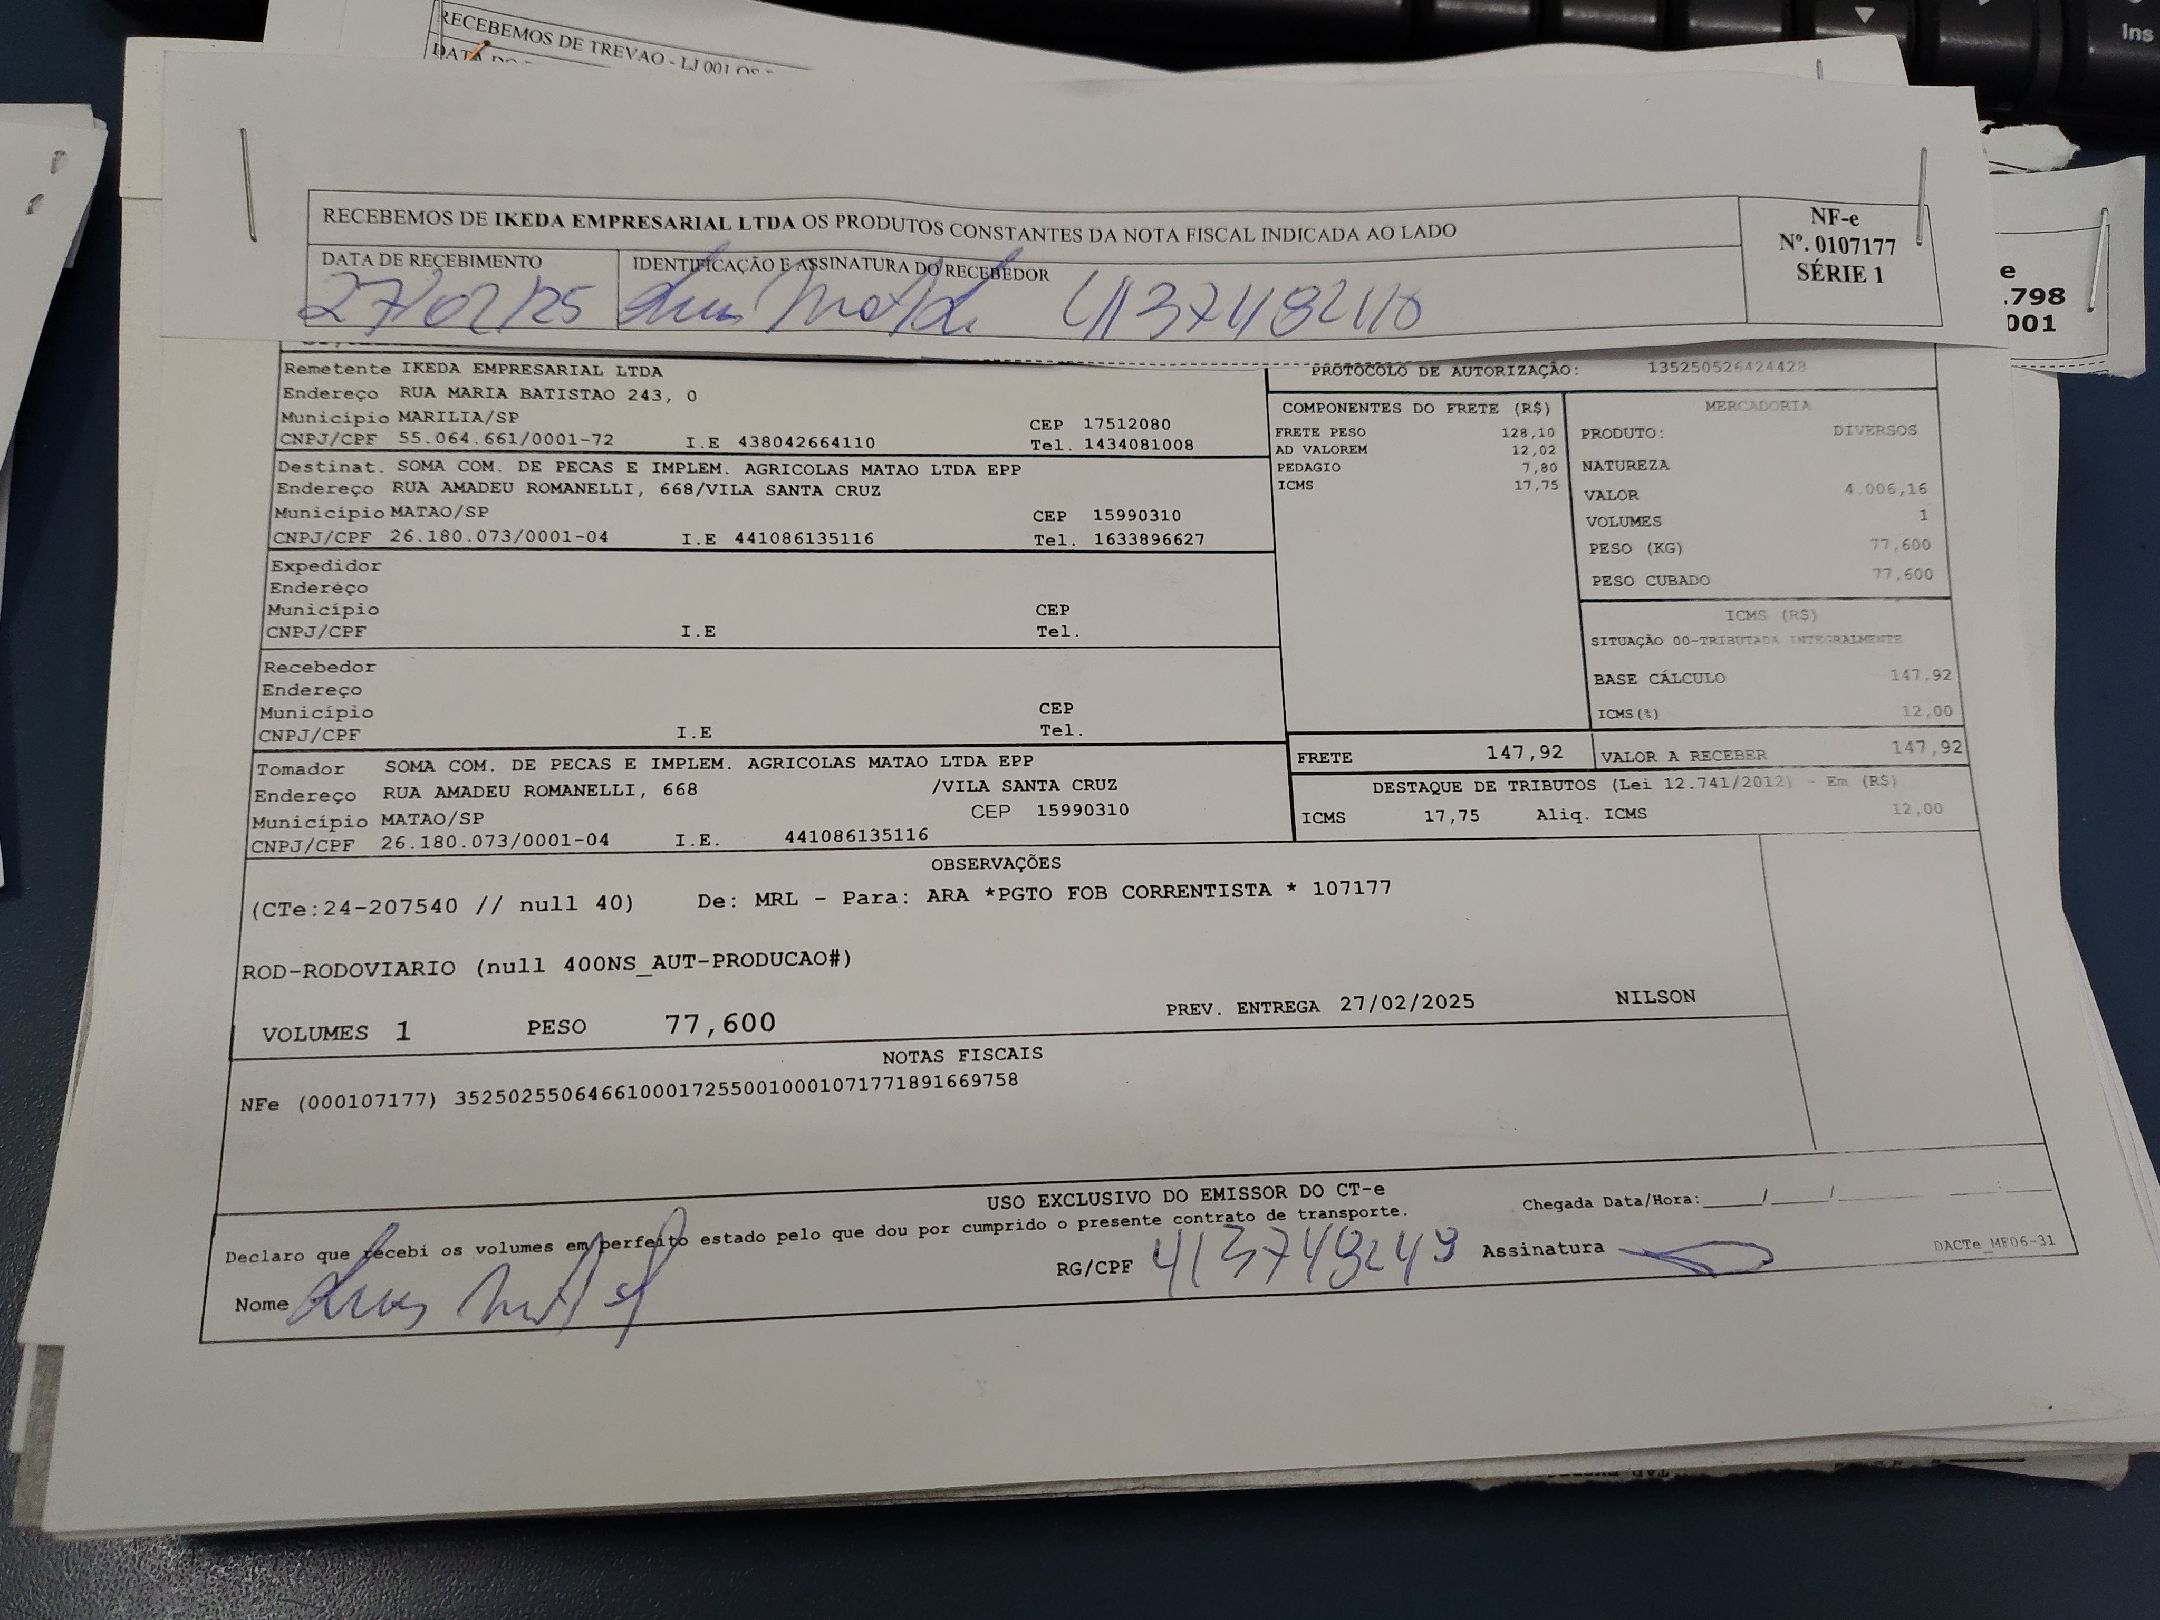 RECEBEMOS DE TREVAO - LJ 001 OS
Ins
RECEBEMOS DE IKEDA EMPRESARIAL LTDA OS PRODUTOS CONSTANTES DA NOTA FISCAL INDICADA AO LADO
NF-e
Nº. 0107177
SÉRIE 1
DATA DE RECEBIMENTO
IDENTIFICAÇÃO E ASSINATURA DO RECEBEDOR
27/02/25
e
.798
001
Remetente IKEDA EMPRESARIAL LTDA
Endereço RUA MARIA BATISTAO 243, 0
Município MARILIA/SP CEP 17512080
CNPJ/CPF 55.064.661/0001-72 I.E 438042664110 Tel. 1434081008
Destinat. SOMA COM. DE PECAS E IMPLEM. AGRICOLAS MATAO LTDA EPP
Endereço RUA AMADEU ROMANELLI, 668/VILA SANTA CRUZ
Município MATAO/SP CEP 15990310
CNPJ/CPF 26.180.073/0001-04 I.E 441086135116 Tel. 1633896627
Expedidor
Endereço
Município CEP
CNPJ/CPF I.E Tel.
Recebedor
Endereço
Município CEP
CNPJ/CPF I.E Tel.
Tomador SOMA COM. DE PECAS E IMPLEM. AGRICOLAS MATAO LTDA EPP
Endereço RUA AMADEU ROMANELLI, 668 /VILA SANTA CRUZ
Município MATAO/SP CEP 15990310
CNPJ/CPF 26.180.073/0001-04 I.E. 441086135116
PROTOCOLO DE AUTORIZAÇÃO: 135250526424428
COMPONENTES DO FRETE (R$)
FRETE PESO 128,10
AD VALOREM 12,02
PEDAGIO 7,80
ICMS 17,75
MERCADORIA
PRODUTO: DIVERSOS
NATUREZA
VALOR 4.006,16
VOLUMES 1
PESO (KG) 77,600
PESO CUBADO 77,600
ICMS (R$)
SITUAÇÃO 00-TRIBUTADA INTEGRALMENTE
BASE CÁLCULO 147,92
ICMS(%) 12,00
FRETE 147,92 VALOR A RECEBER 147,92
DESTAQUE DE TRIBUTOS (Lei 12.741/2012) - Em (R$)
ICMS 17,75 Aliq. ICMS 12,00
OBSERVAÇÕES
(CTe:24-207540 // null 40) De: MRL - Para: ARA *PGTO FOB CORRENTISTA * 107177
ROD-RODOVIARIO (null 400NS_AUT-PRODUCAO#)
VOLUMES 1 PESO 77,600 PREV. ENTREGA 27/02/2025 NILSON
NOTAS FISCAIS
NFe (000107177) 35250255064661000172550010001071771891669758
USO EXCLUSIVO DO EMISSOR DO CT-e
Declaro que recebi os volumes em perfeito estado pelo que dou por cumprido o presente contrato de transporte.
Chegada Data/Hora:____/____/
Nome
RG/CPF 413748249 Assinatura
DACTe_MF06-31